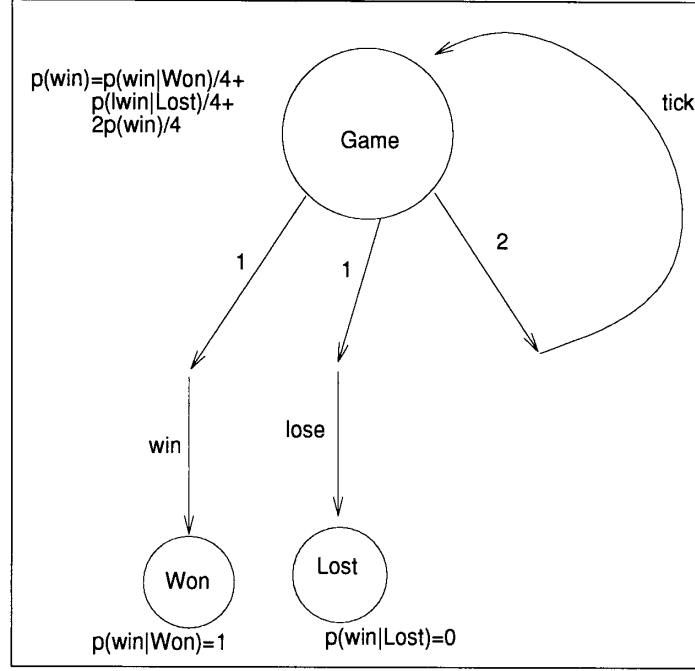 p(win)=p(win|Won)/4+
p(lwin|Lost)/4+
2p(win)/4
Game
tick
1
1
2
win
lose
Won
Lost
p(win|Won)=1
p(win|Lost)=0